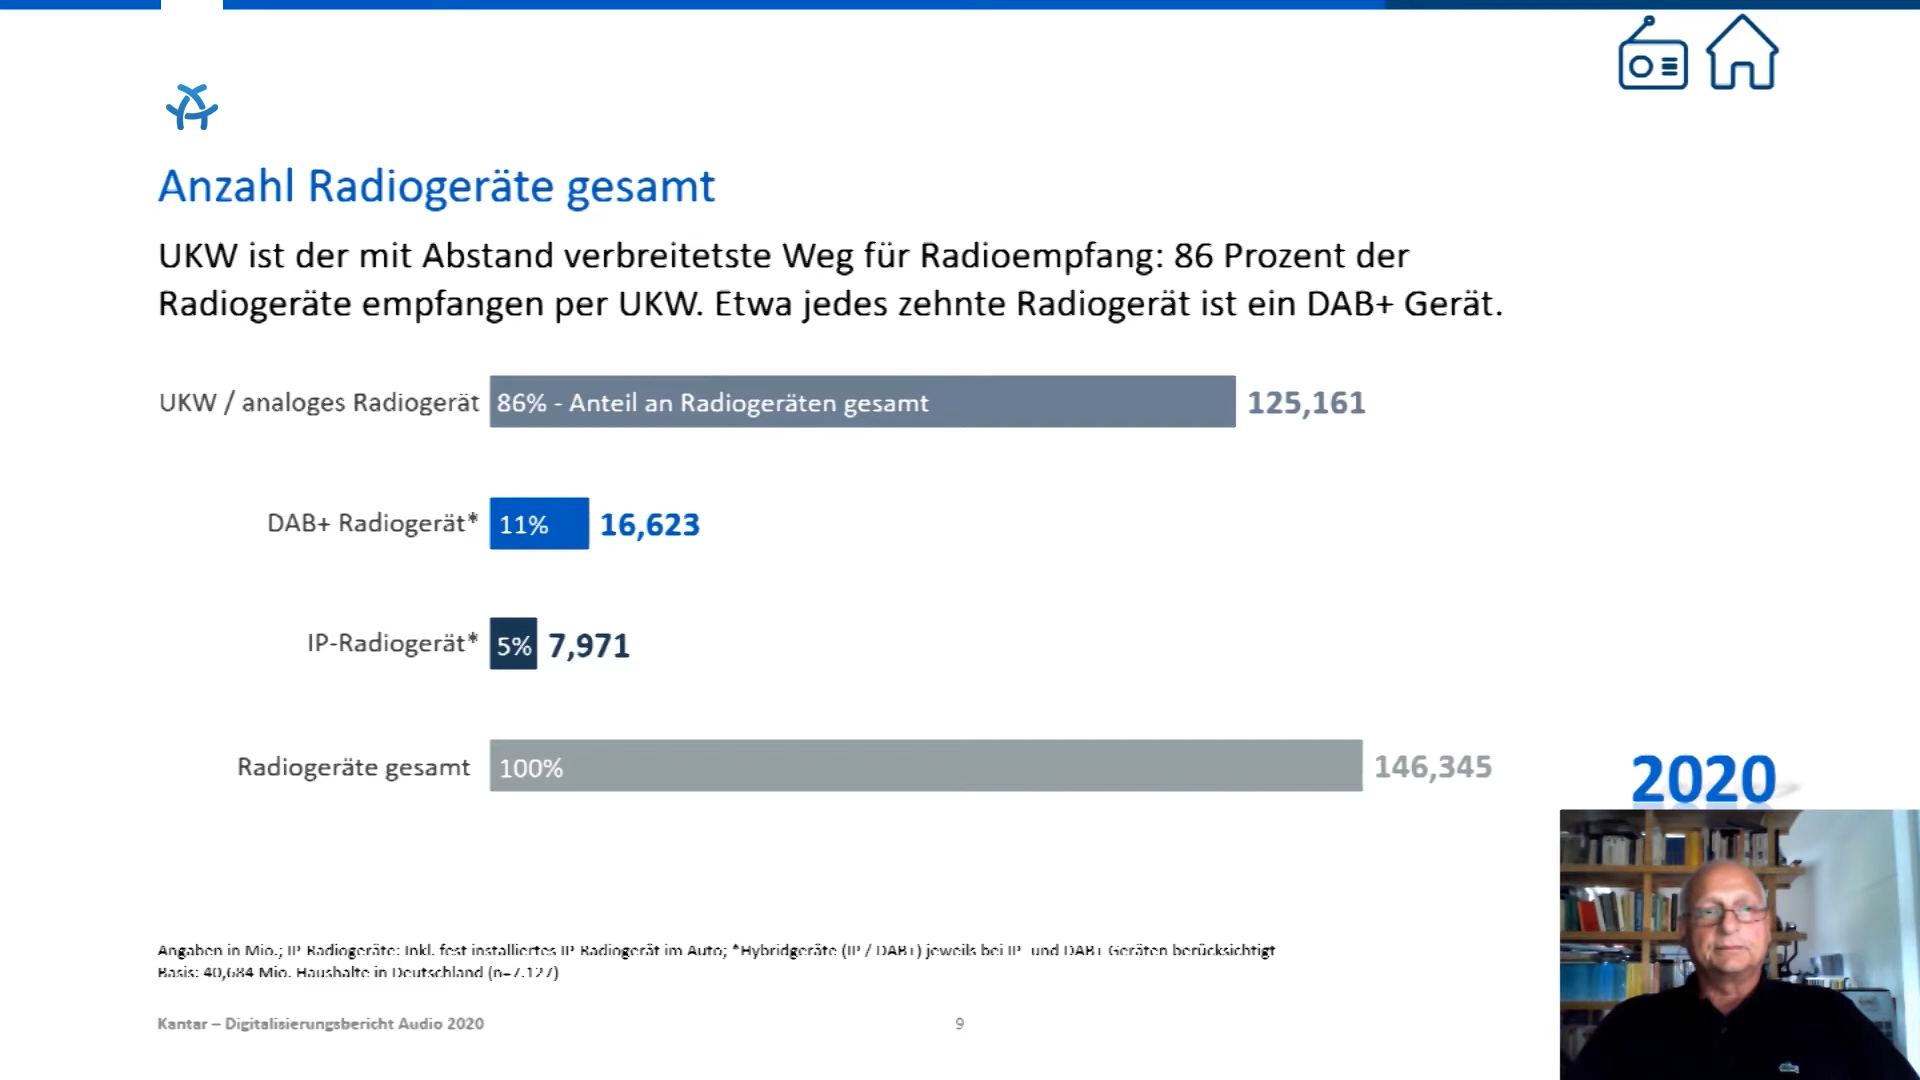 Anzahl Radiogeräte gesamt
UKW ist der mit Abstand verbreitetste Weg für Radioempfang: 86 Prozent der
Radiogeräte empfangen per UKW. Etwa jedes zehnte Radiogerät ist ein DAB+ Gerät.
UKW / analoges Radiogerät 86% - Anteil an Radiogeräten gesamt 125,161
DAB+ Radiogerät* 11% 16,623
IP-Radiogerät* 5% 7,971
Radiogeräte gesamt 100% 146,345
2020
Angaben in Mio.; IP Radiogeräte: Inkl. fest installiertes IP Radiogerät im Auto; *Hybridgeräte (IP / DAB+) jeweils bei IP- und DAB+ Geräten berücksichtigt
Basis: 40,684 Mio. Haushalte in Deutschland (n=7.127)
Kantar – Digitalisierungsbericht Audio 2020 9